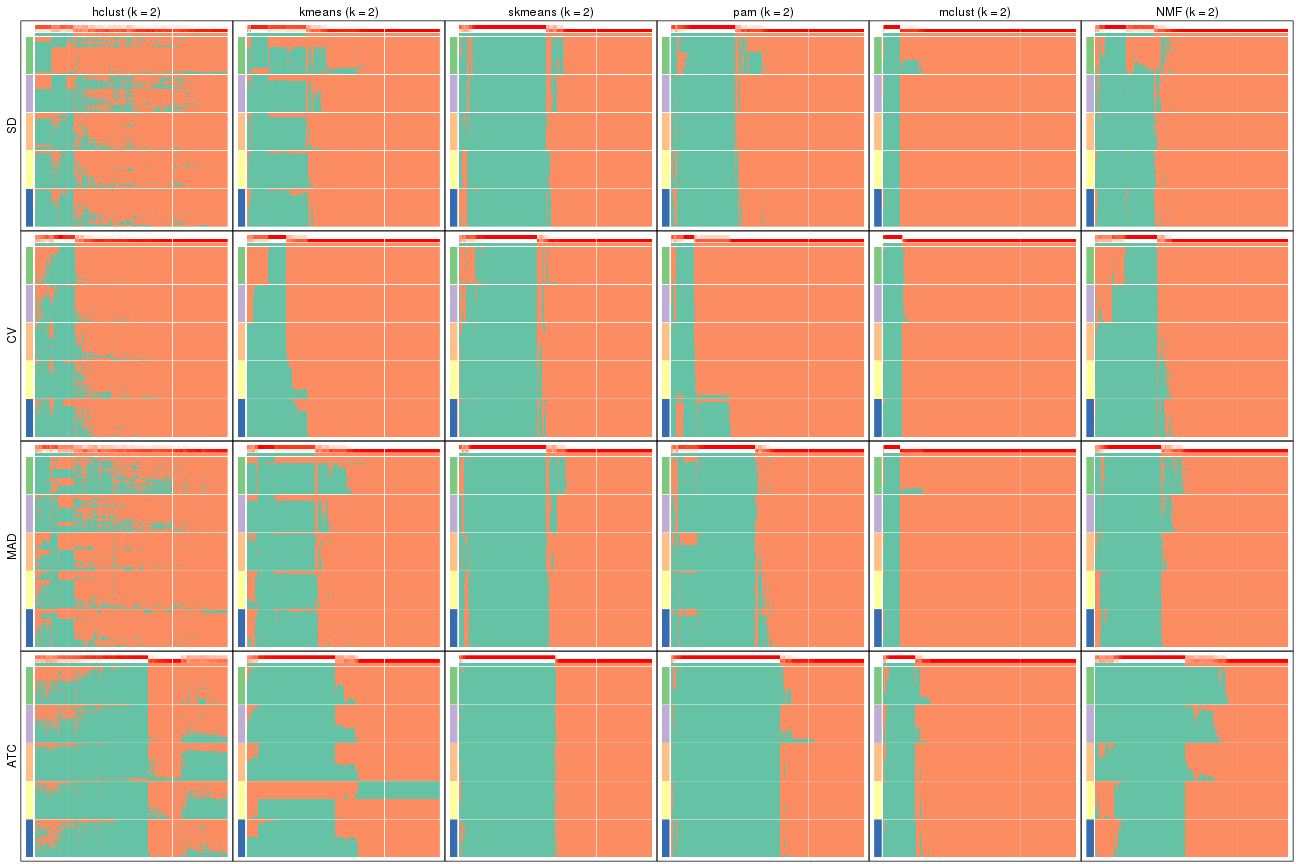 hclust (k = 2)
kmeans (k = 2)
skmeans (k = 2)
pam (k = 2)
mclust (k = 2)
NMF (k = 2)
SD
CV
MAD
ATC